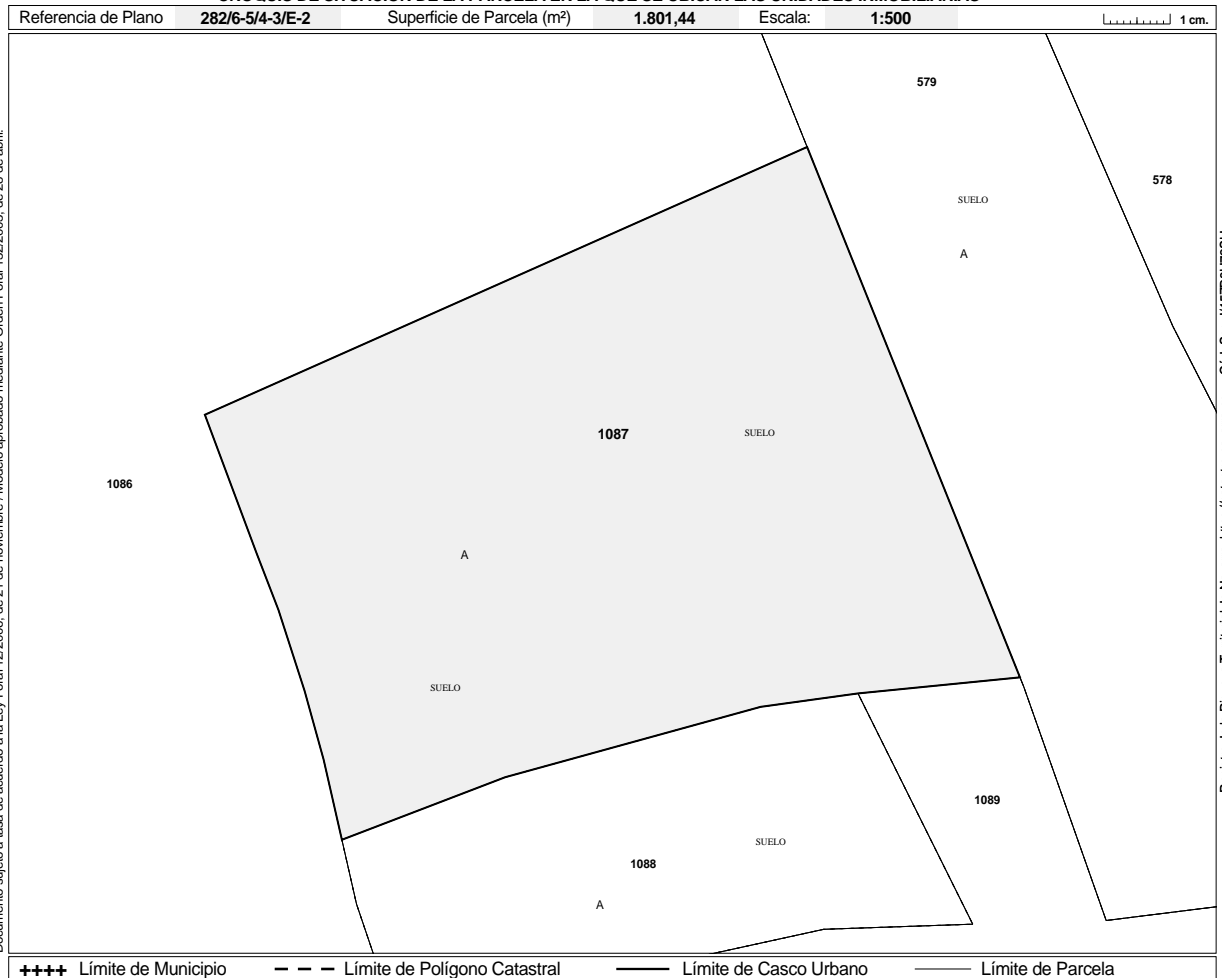 Referencia de Plano 282/6-5/4-3/E-2 Superficie de Parcela (m²) 1.801,44 Escala: 1:500 1 cm.
579
578
SUELO
A
1087 SUELO
1086
A
SUELO
1089
SUELO
1088
A
++++ Límite de Municipio Límite de Polígono Catastral Límite de Casco Urbano Límite de Parcela